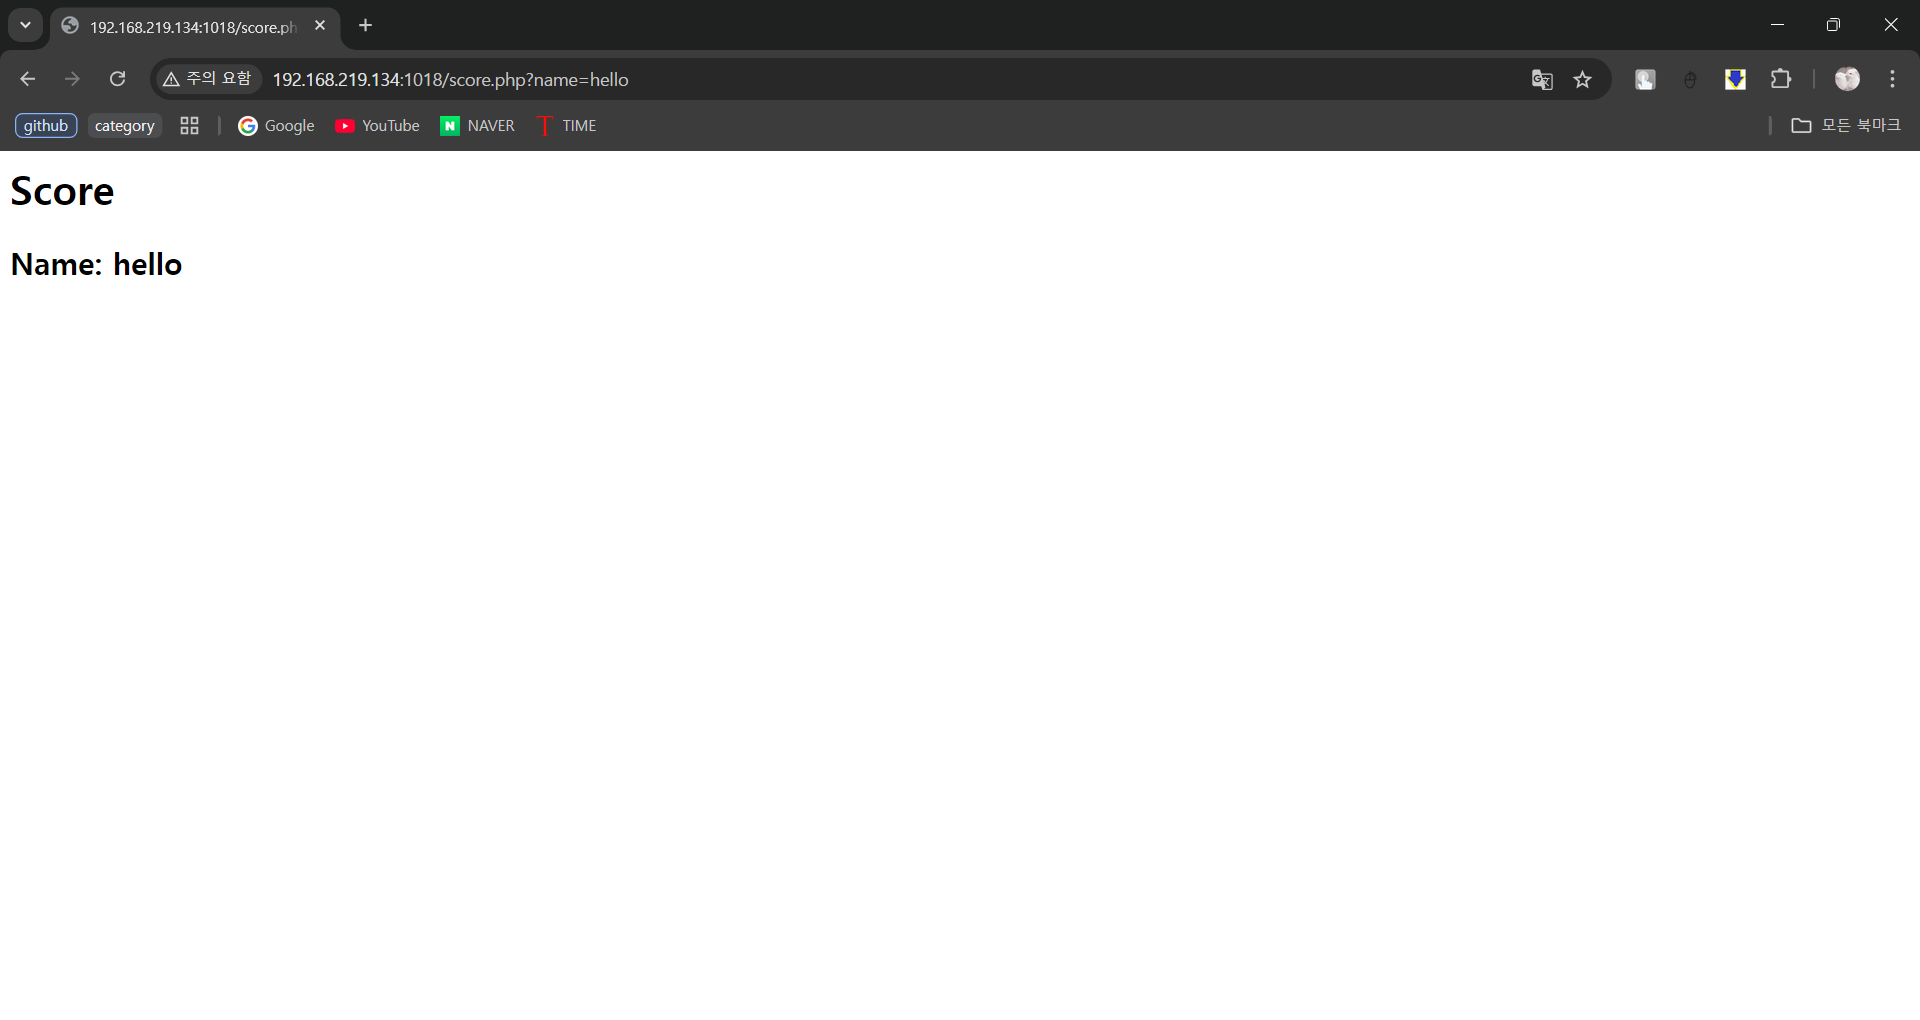 192.168.219.134:1018/score.ph
주의 요함 192.168.219.134:1018/score.php?name=hello
github category Google YouTube NAVER TIME 모든 북마크
Score
Name: hello